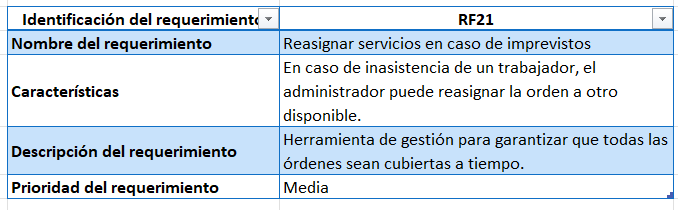 Identificación del requerimiento RF21
Nombre del requerimiento Reasignar servicios en caso de imprevistos
Características En caso de inasistencia de un trabajador, el
administrador puede reasignar la orden a otro
disponible.
Descripción del requerimiento Herramienta de gestión para garantizar que todas las
órdenes sean cubiertas a tiempo.
Prioridad del requerimiento Media